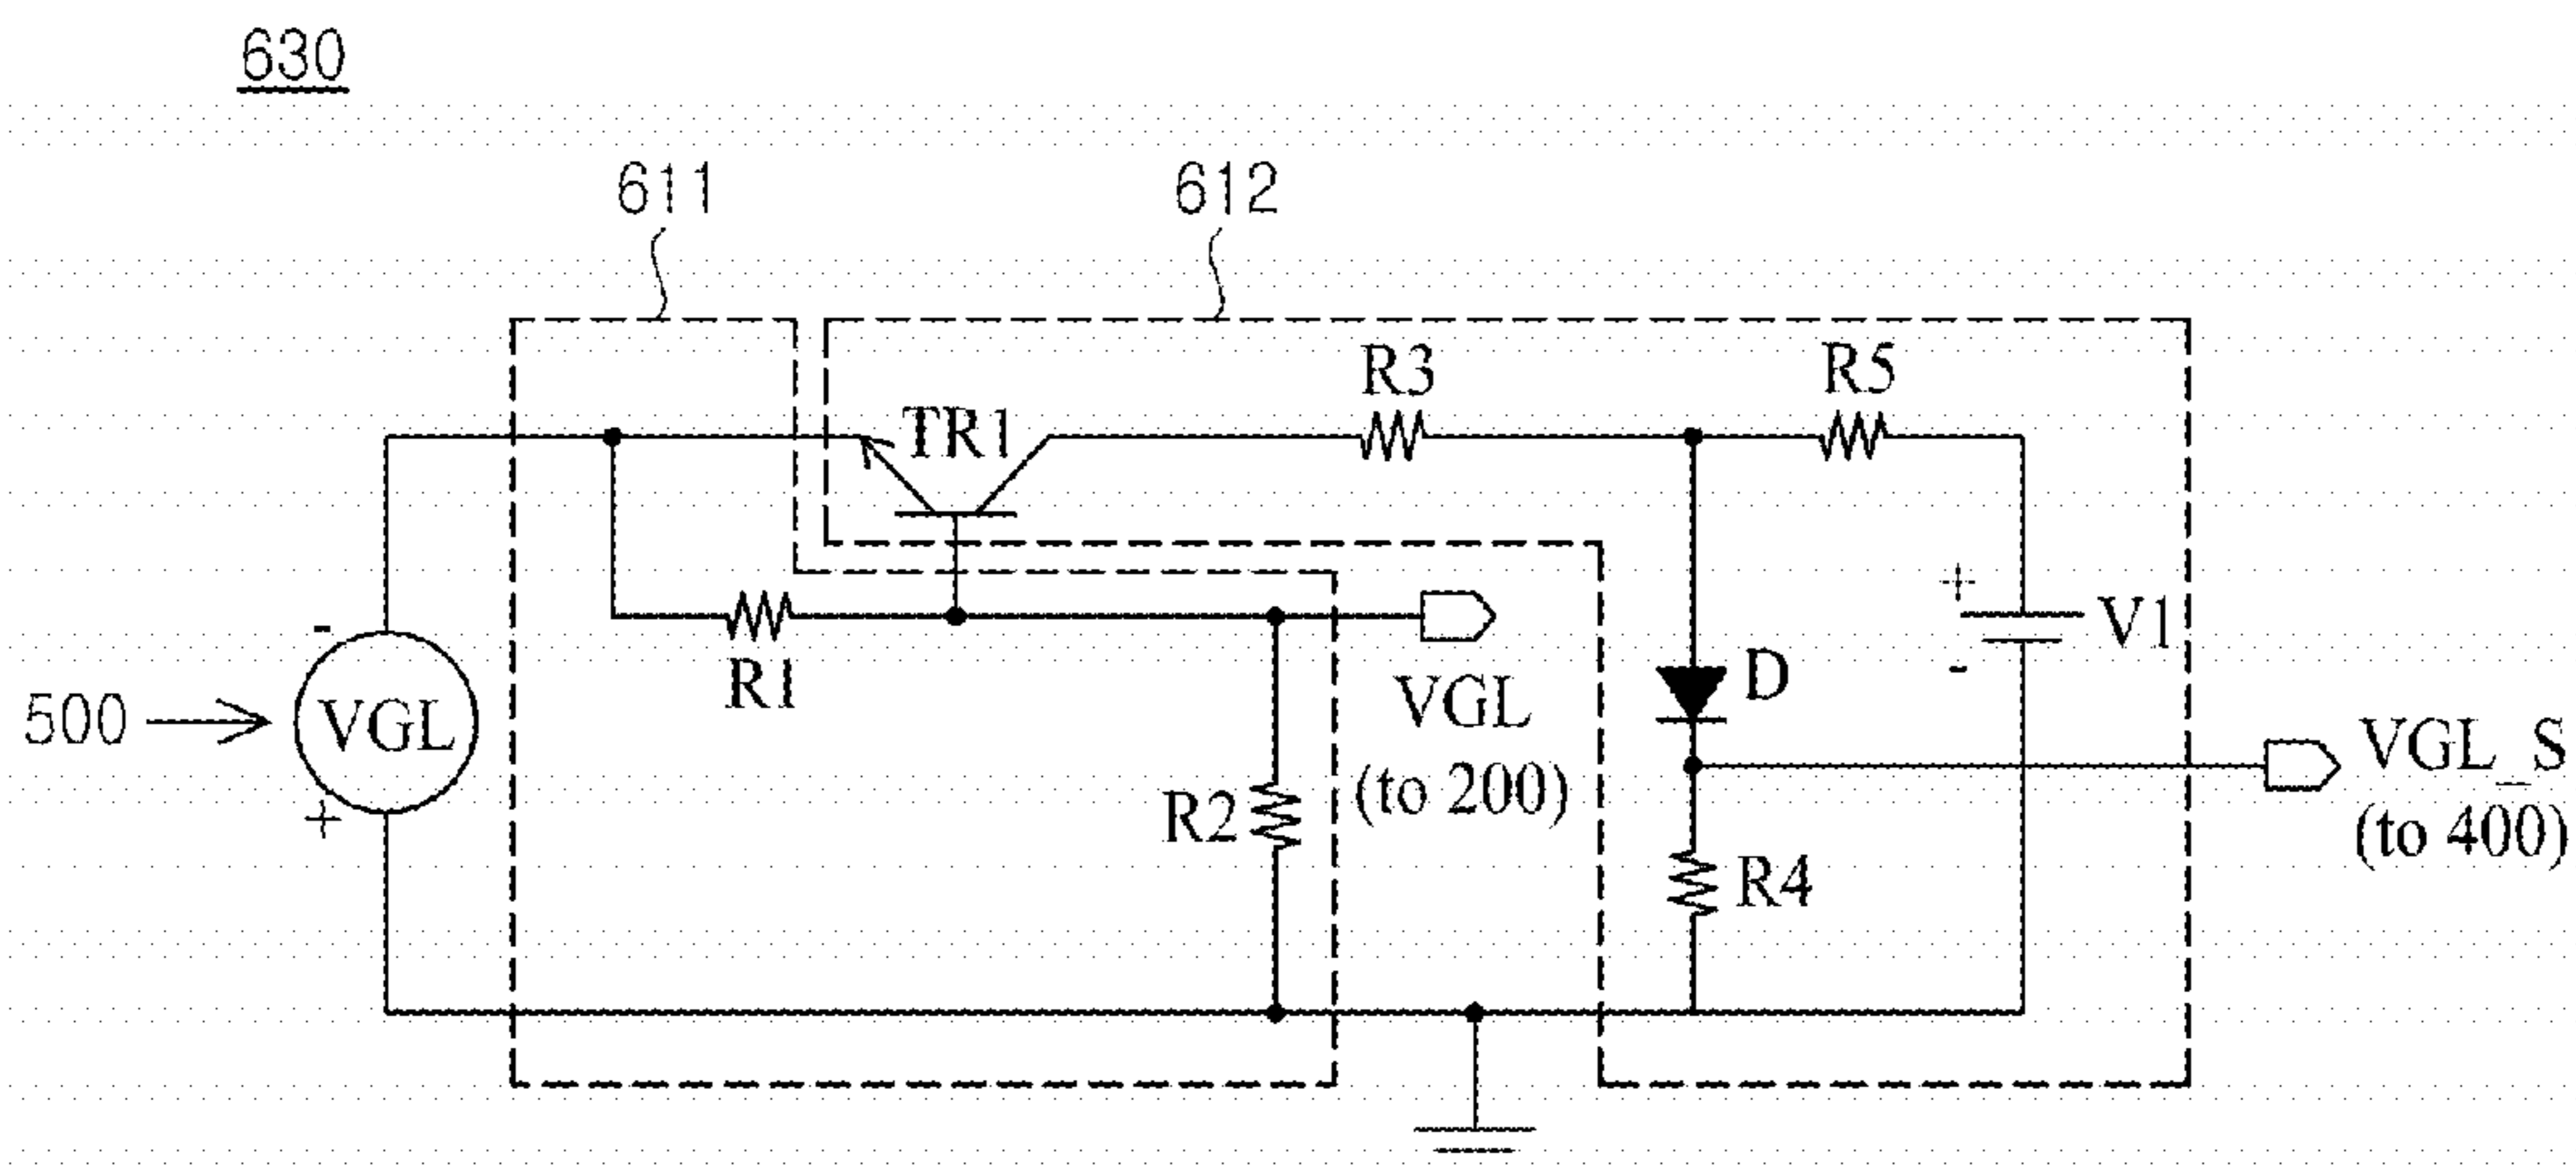 630
611
612
R3
R5
TR1
+
V1
-
-
R1
VGL
(to 200)
D
500
VGL
VGL_S
(to 400)
+
R2
R4